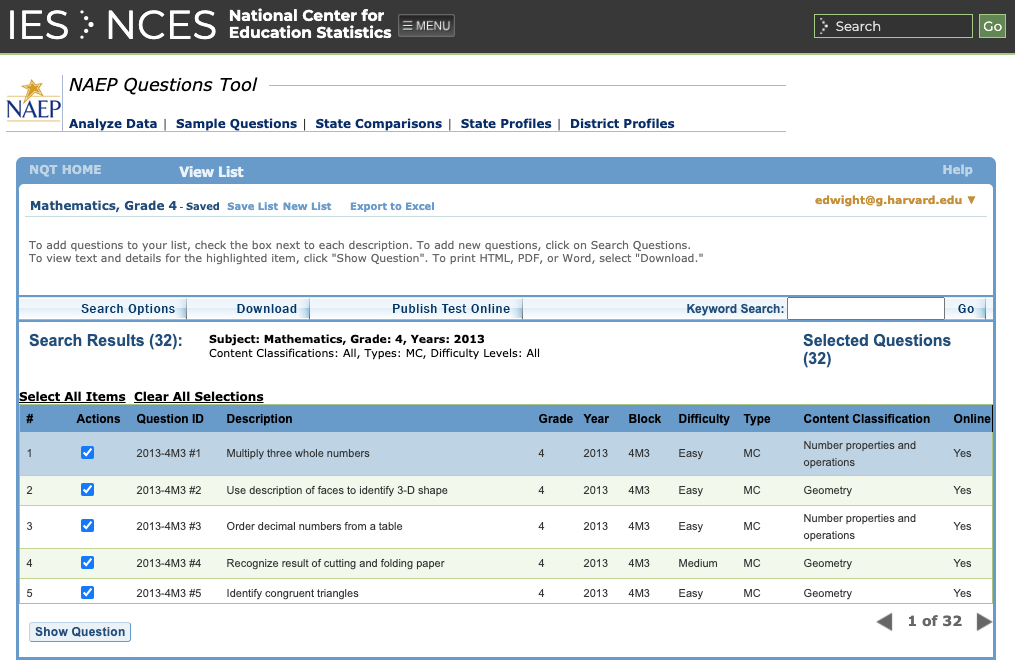 IES NCES National Center for
Education Statistics
☰ MENU
Search
Go
NAEP
NAEP Questions Tool
Analyze Data | Sample Questions | State Comparisons | State Profiles | District Profiles
NQT HOME View List Help
Mathematics, Grade 4 - Saved Save List New List Export to Excel edwight@g.harvard.edu ▼
To add questions to your list, check the box next to each description. To add new questions, click on Search Questions.
To view text and details for the highlighted item, click "Show Question". To print HTML, PDF, or Word, select "Download."
Search Options Download Publish Test Online Keyword Search: Go
Search Results (32): Subject: Mathematics, Grade: 4, Years: 2013
Content Classifications: All, Types: MC, Difficulty Levels: All
Selected Questions
(32)
Select All Items Clear All Selections
# Actions Question ID Description Grade Year Block Difficulty Type Content Classification Online
1 2013-4M3 #1 Multiply three whole numbers 4 2013 4M3 Easy MC Number properties and
operations Yes
2 2013-4M3 #2 Use description of faces to identify 3-D shape 4 2013 4M3 Easy MC Geometry Yes
3 2013-4M3 #3 Order decimal numbers from a table 4 2013 4M3 Easy MC Number properties and
operations Yes
4 2013-4M3 #4 Recognize result of cutting and folding paper 4 2013 4M3 Medium MC Geometry Yes
5 2013-4M3 #5 Identify congruent triangles 4 2013 4M3 Easy MC Geometry Yes
Show Question
1 of 32